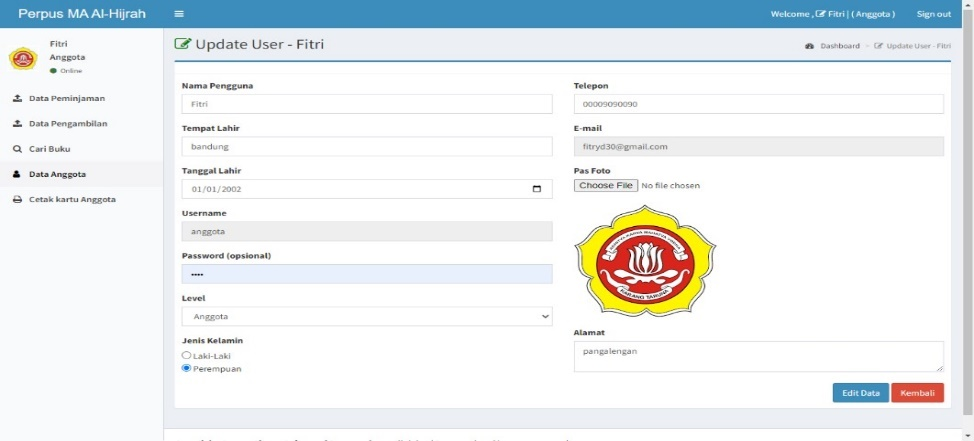 Perpus MA Al-Hijrah
Welcome , Fitri | ( Anggota )
Sign out
Fitri
Anggota
Online
Data Peminjaman
Data Pengambilan
Cari Buku
Data Anggota
Cetak kartu Anggota
Update User - Fitri
Dashboard > Update User - Fitri
Nama Pengguna
Fitri
Tempat Lahir
bandung
Tanggal Lahir
01/01/2002
Username
anggota
Password (opsional)
••••
Level
Anggota
Jenis Kelamin
Laki-Laki
Perempuan
Telepon
00009090090
E-mail
fitryd30@gmail.com
Pas Foto
Choose File No file chosen
KARANG TARUNA
Alamat
pangalengan
Edit Data
Kembali